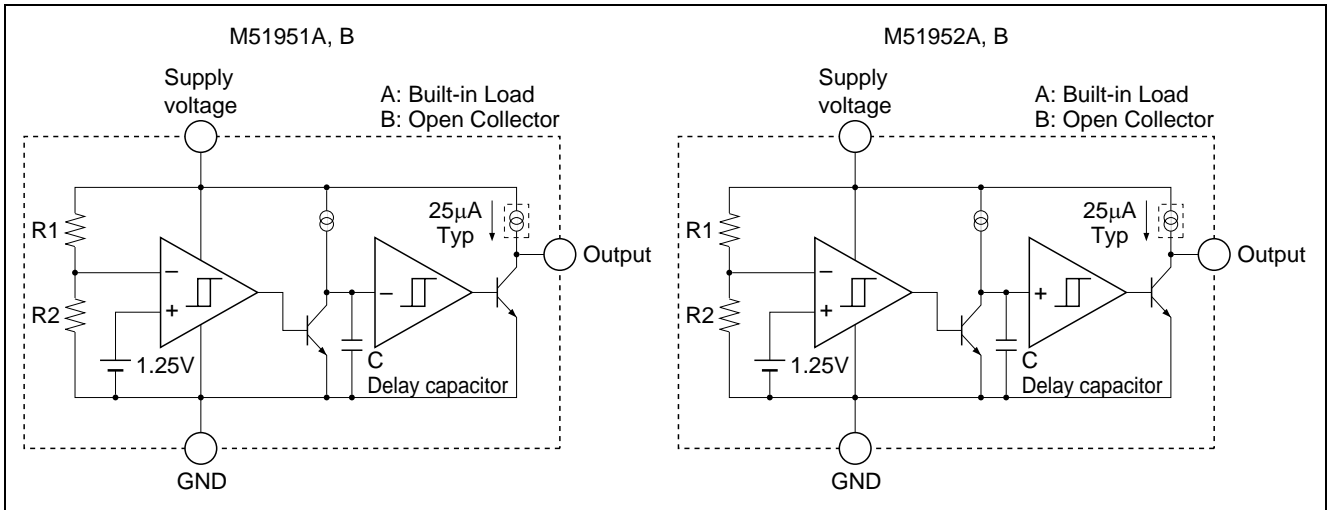 M51951A, B
Supply
voltage
A: Built-in Load
B: Open Collector
R1
R2
−
+
1.25V
25μA
Typ
−
C
Delay capacitor
Output
GND
M51952A, B
Supply
voltage
A: Built-in Load
B: Open Collector
R1
R2
−
+
1.25V
25μA
Typ
+
C
Delay capacitor
Output
GND